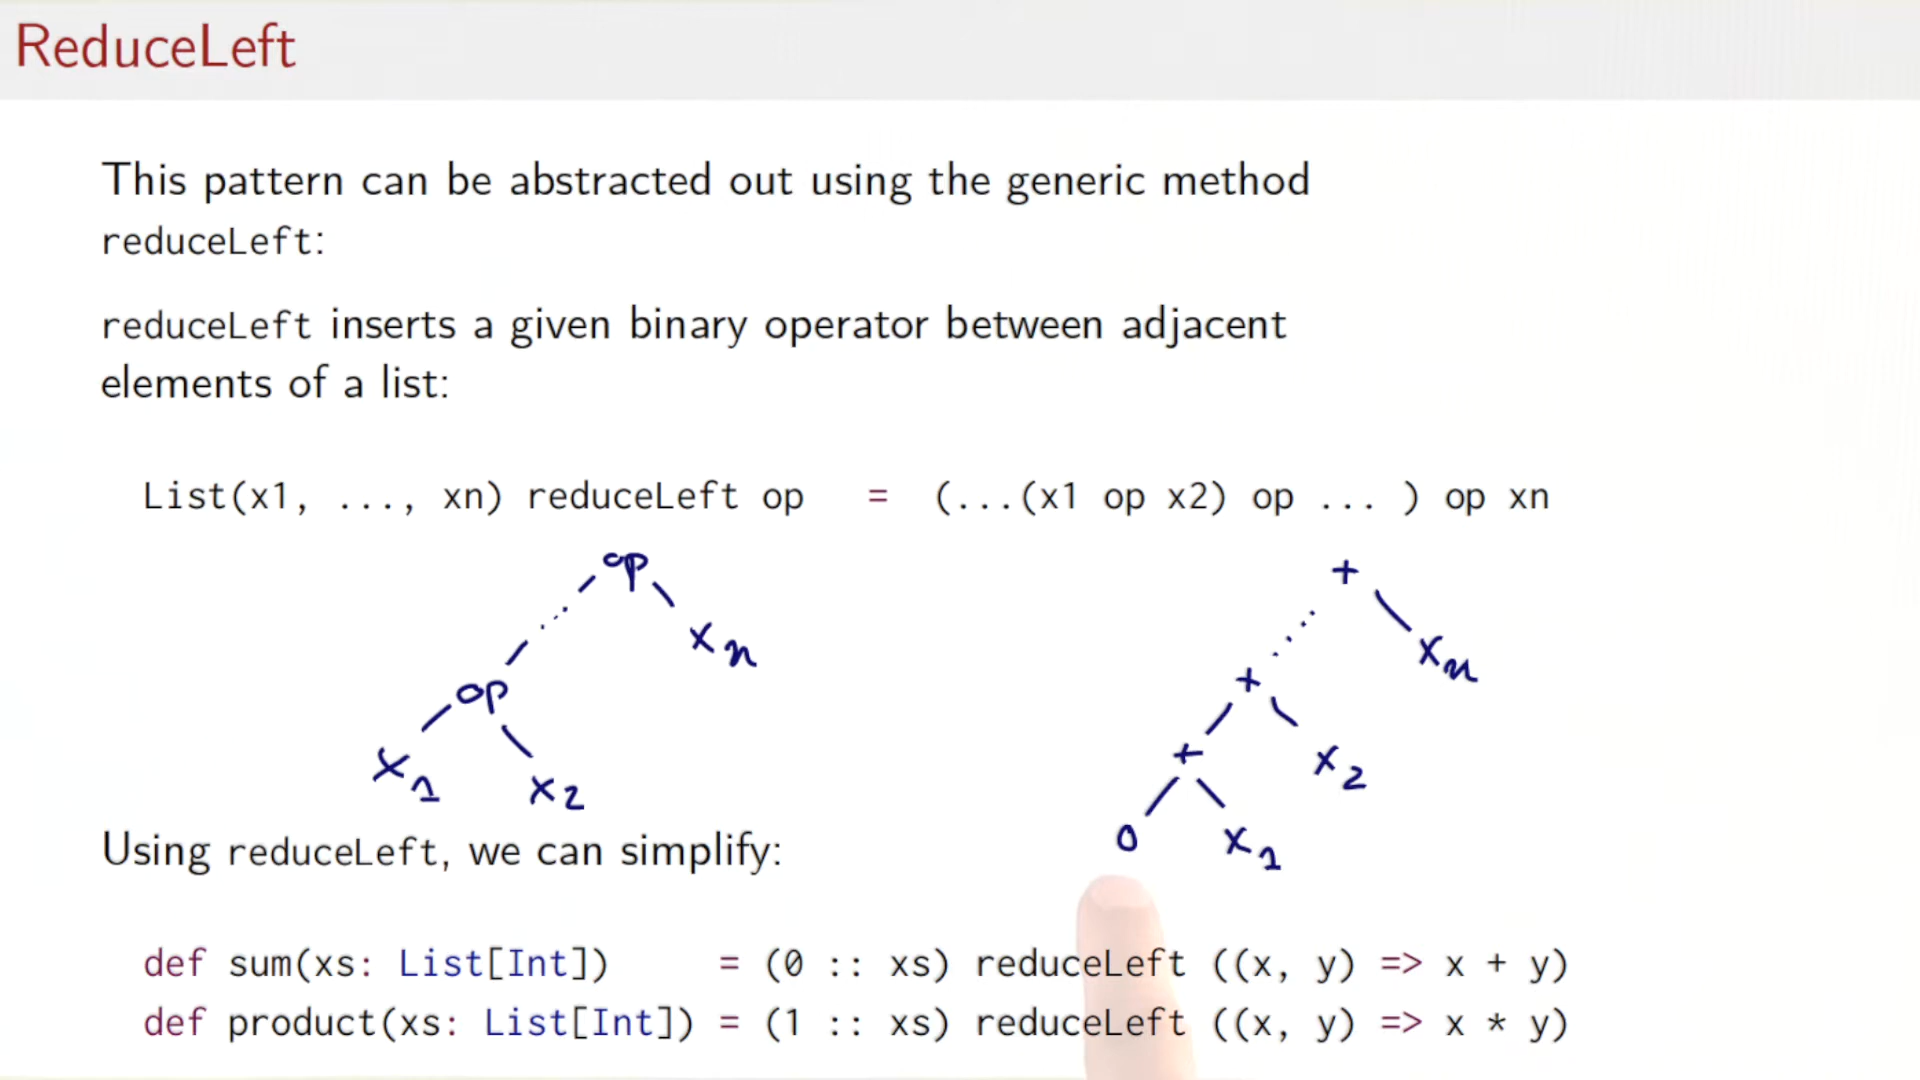 ReduceLeft
This pattern can be abstracted out using the generic method
reduceLeft:
reduceLeft inserts a given binary operator between adjacent
elements of a list:
List(x1, ..., xn) reduceLeft op = (...(x1 op x2) op ... ) op xn
op
... xn
op
x1 x2
+
... xn
+
+ x2
0 x1
Using reduceLeft, we can simplify:
def sum(xs: List[Int]) = (0 :: xs) reduceLeft ((x, y) => x + y)
def product(xs: List[Int]) = (1 :: xs) reduceLeft ((x, y) => x * y)